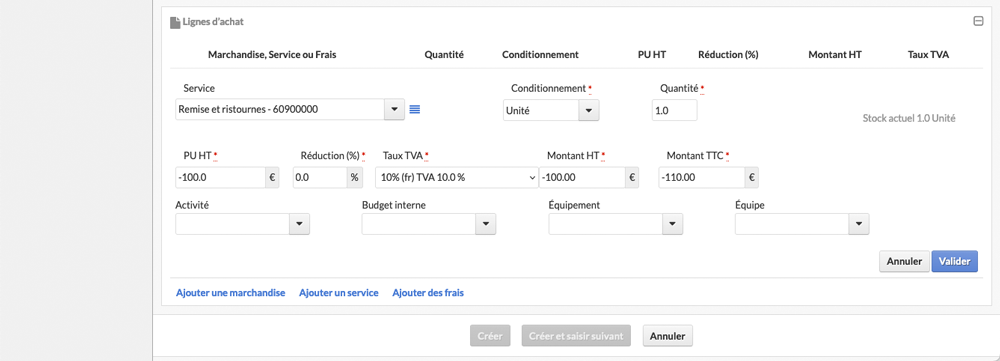 Lignes d'achat
Marchandise, Service ou Frais Quantité Conditionnement PU HT Réduction (%) Montant HT Taux TVA
Service Conditionnement * Quantité *
Remise et ristournes - 60900000 Unité 1.0
Stock actuel 1.0 Unité
PU HT * Réduction (%) * Taux TVA * Montant HT * Montant TTC *
-100.0 € 0.0 % 10% (fr) TVA 10.0 % -100.00 € -110.00 €
Activité Budget interne Équipement Équipe
Annuler Valider
Ajouter une marchandise Ajouter un service Ajouter des frais
Créer Créer et saisir suivant Annuler